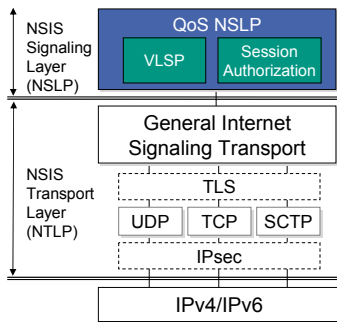 NSIS
Signaling
Layer
(NSLP)
QoS NSLP
VLSP
Session
Authorization
NSIS
Transport
Layer
(NTLP)
General Internet
Signaling Transport
TLS
UDP
TCP
SCTP
IPsec
IPv4/IPv6